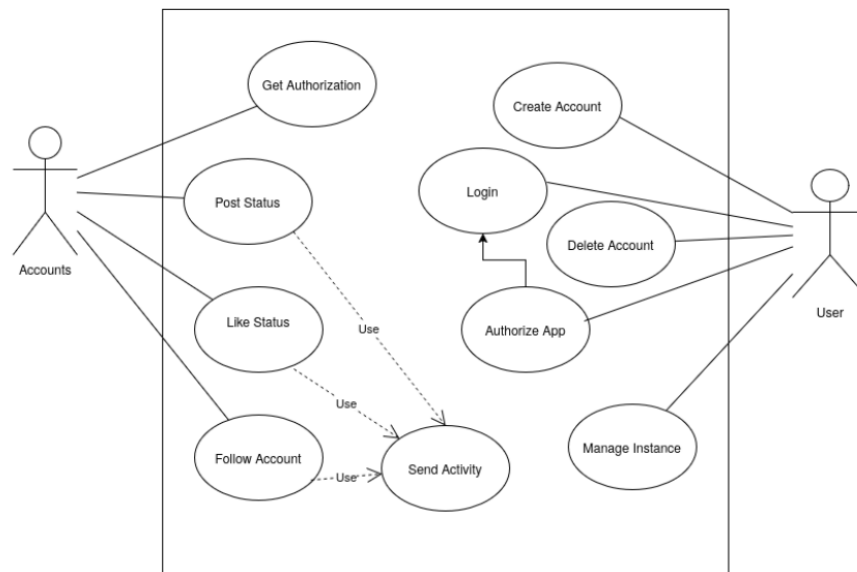 Get Authorization
Create Account
Login
Post Status
Delete Account
Accounts
User
Like Status
Use
Authorize App
Use
Manage Instance
Follow Account
Use
Send Activity